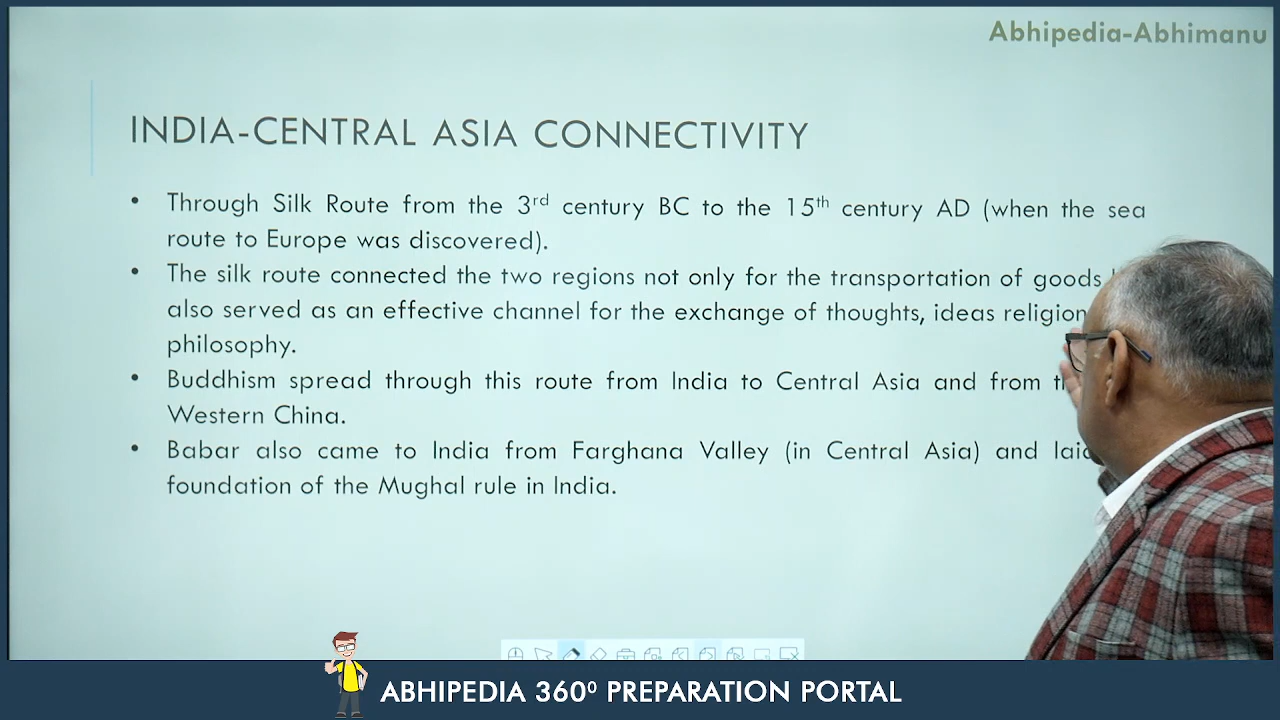 Abhipedia-Abhimanu
INDIA-CENTRAL ASIA CONNECTIVITY
• Through Silk Route from the 3rd century BC to the 15th century AD (when the sea
route to Europe was discovered).
• The silk route connected the two regions not only for the transportation of goods
also served as an effective channel for the exchange of thoughts, ideas religion
philosophy.
• Buddhism spread through this route from India to Central Asia and from
Western China.
• Babar also came to India from Farghana Valley (in Central Asia) and
foundation of the Mughal rule in India.
ABHIPEDIA 360⁰ PREPARATION PORTAL